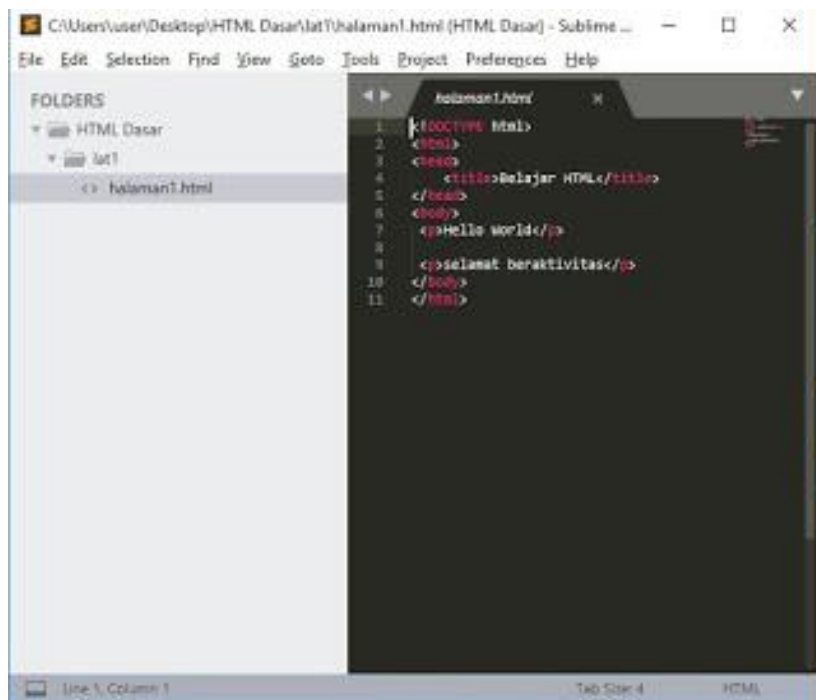 C:\Users\user\Desktop\HTML Dasar\lat1\halaman1.html (HTML Dasar) - Sublime ...
File Edit Selection Find View Goto Tools Project Preferences Help
FOLDERS
HTML Dasar
lat1
<> halaman1.html
halaman1.html
1 <!DOCTYPE html>
2 <html>
3 <head>
4 <title>Belajar HTML</title>
5 </head>
6 <body>
7 <p>Hello World</p>
8
9 <p>selamat beraktivitas</p>
10 </body>
11 </html>
Line 1, Column 1
Tab Size: 4
HTML